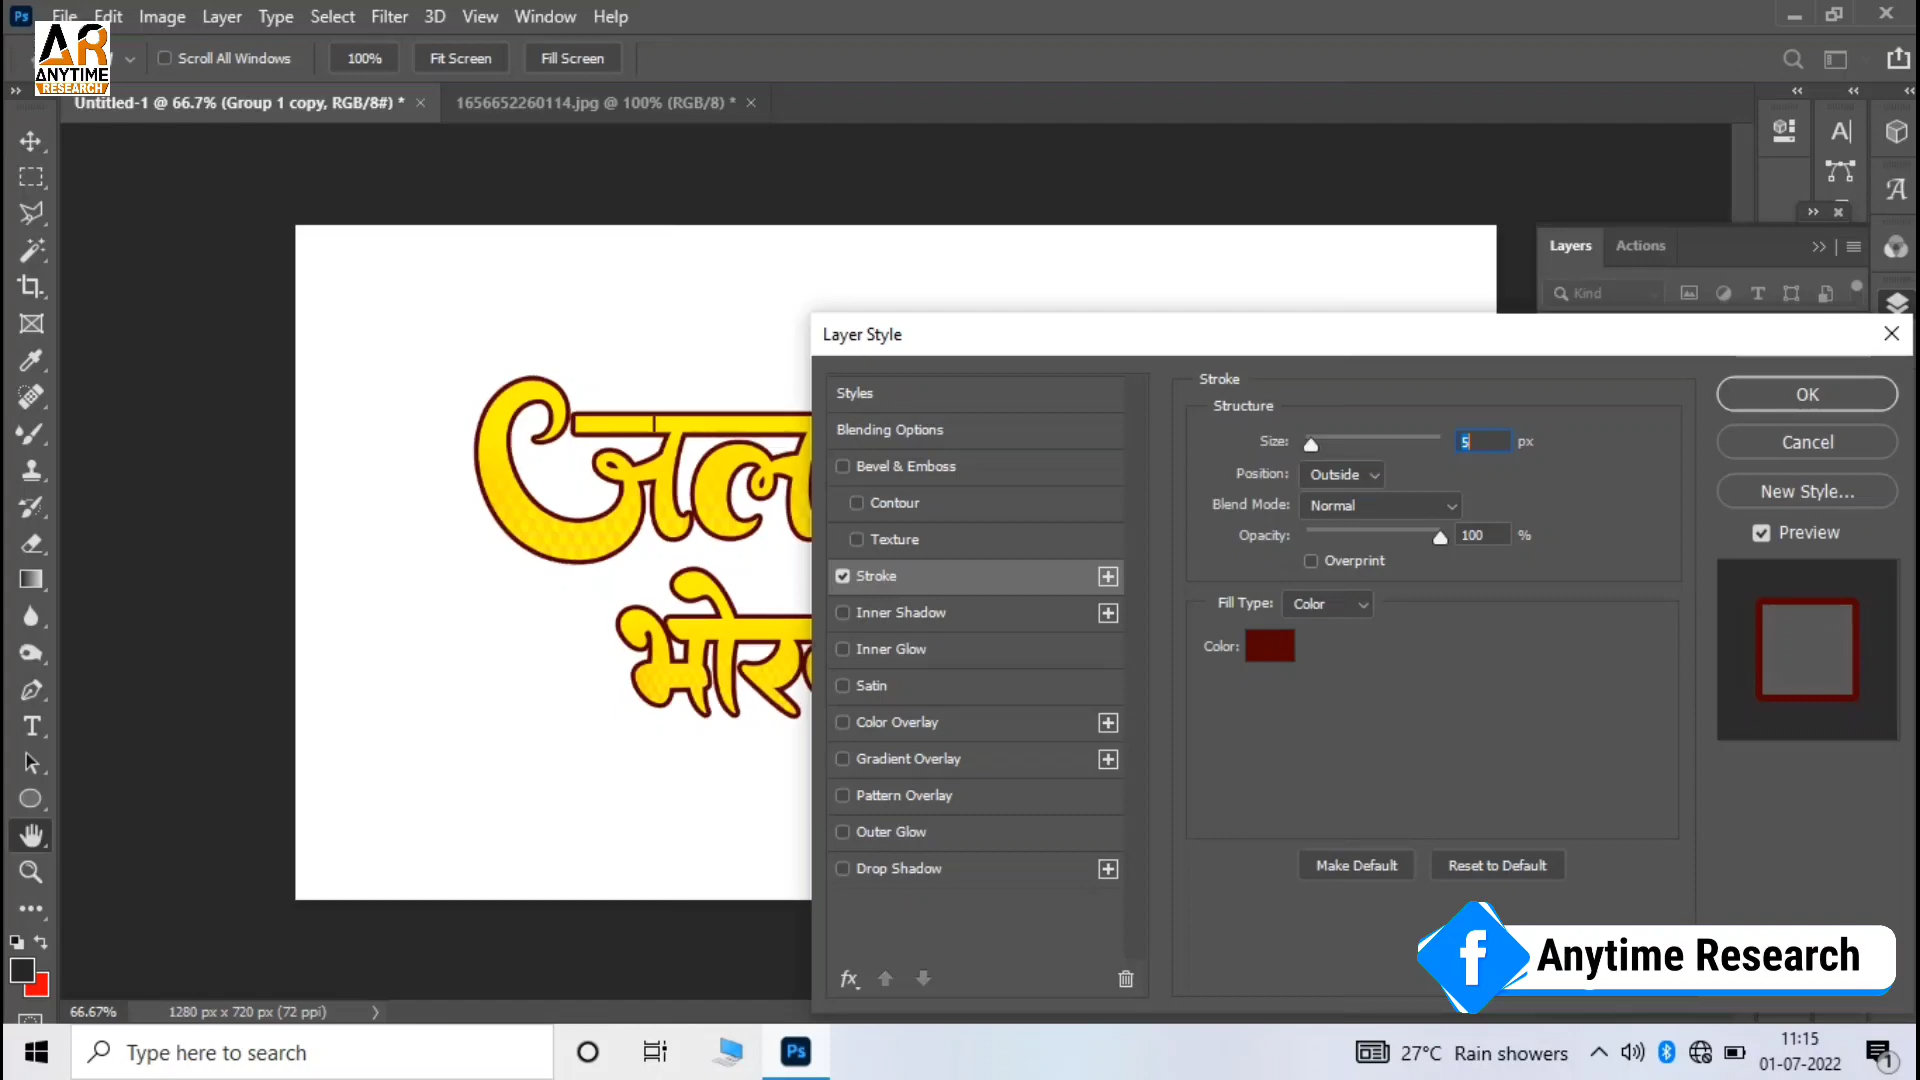 Ps File Edit Image Layer Type Select Filter 3D View Window Help
AR
ANYTIME
RESEARCH
Scroll All Windows 100% Fit Screen Fill Screen
Untitled-1 @ 66.7% (Group 1 copy, RGB/8#) * × 1656652260114.jpg @ 100% (RGB/8) * ×
Layers Actions
Kind
Layer Style
जल
भोर
Styles
Blending Options
Bevel & Emboss
Contour
Texture
Stroke
Inner Shadow
Inner Glow
Satin
Color Overlay
Gradient Overlay
Pattern Overlay
Outer Glow
Drop Shadow
fx
Stroke
Structure
Size: 5 px
Position: Outside
Blend Mode: Normal
Opacity: 100 %
Overprint
Fill Type: Color
Color:
Make Default Reset to Default
OK
Cancel
New Style...
Preview
f Anytime Research
66.67% 1280 px x 720 px (72 ppi)
Type here to search
Ps
27°C Rain showers
11:15
01-07-2022
1